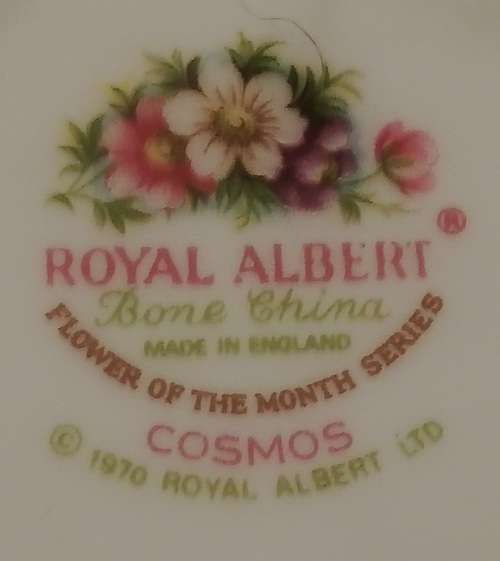 ROYAL ALBERT ®
Bone China
MADE IN ENGLAND
FLOWER OF THE MONTH SERIES
COSMOS
© 1970 ROYAL ALBERT LTD